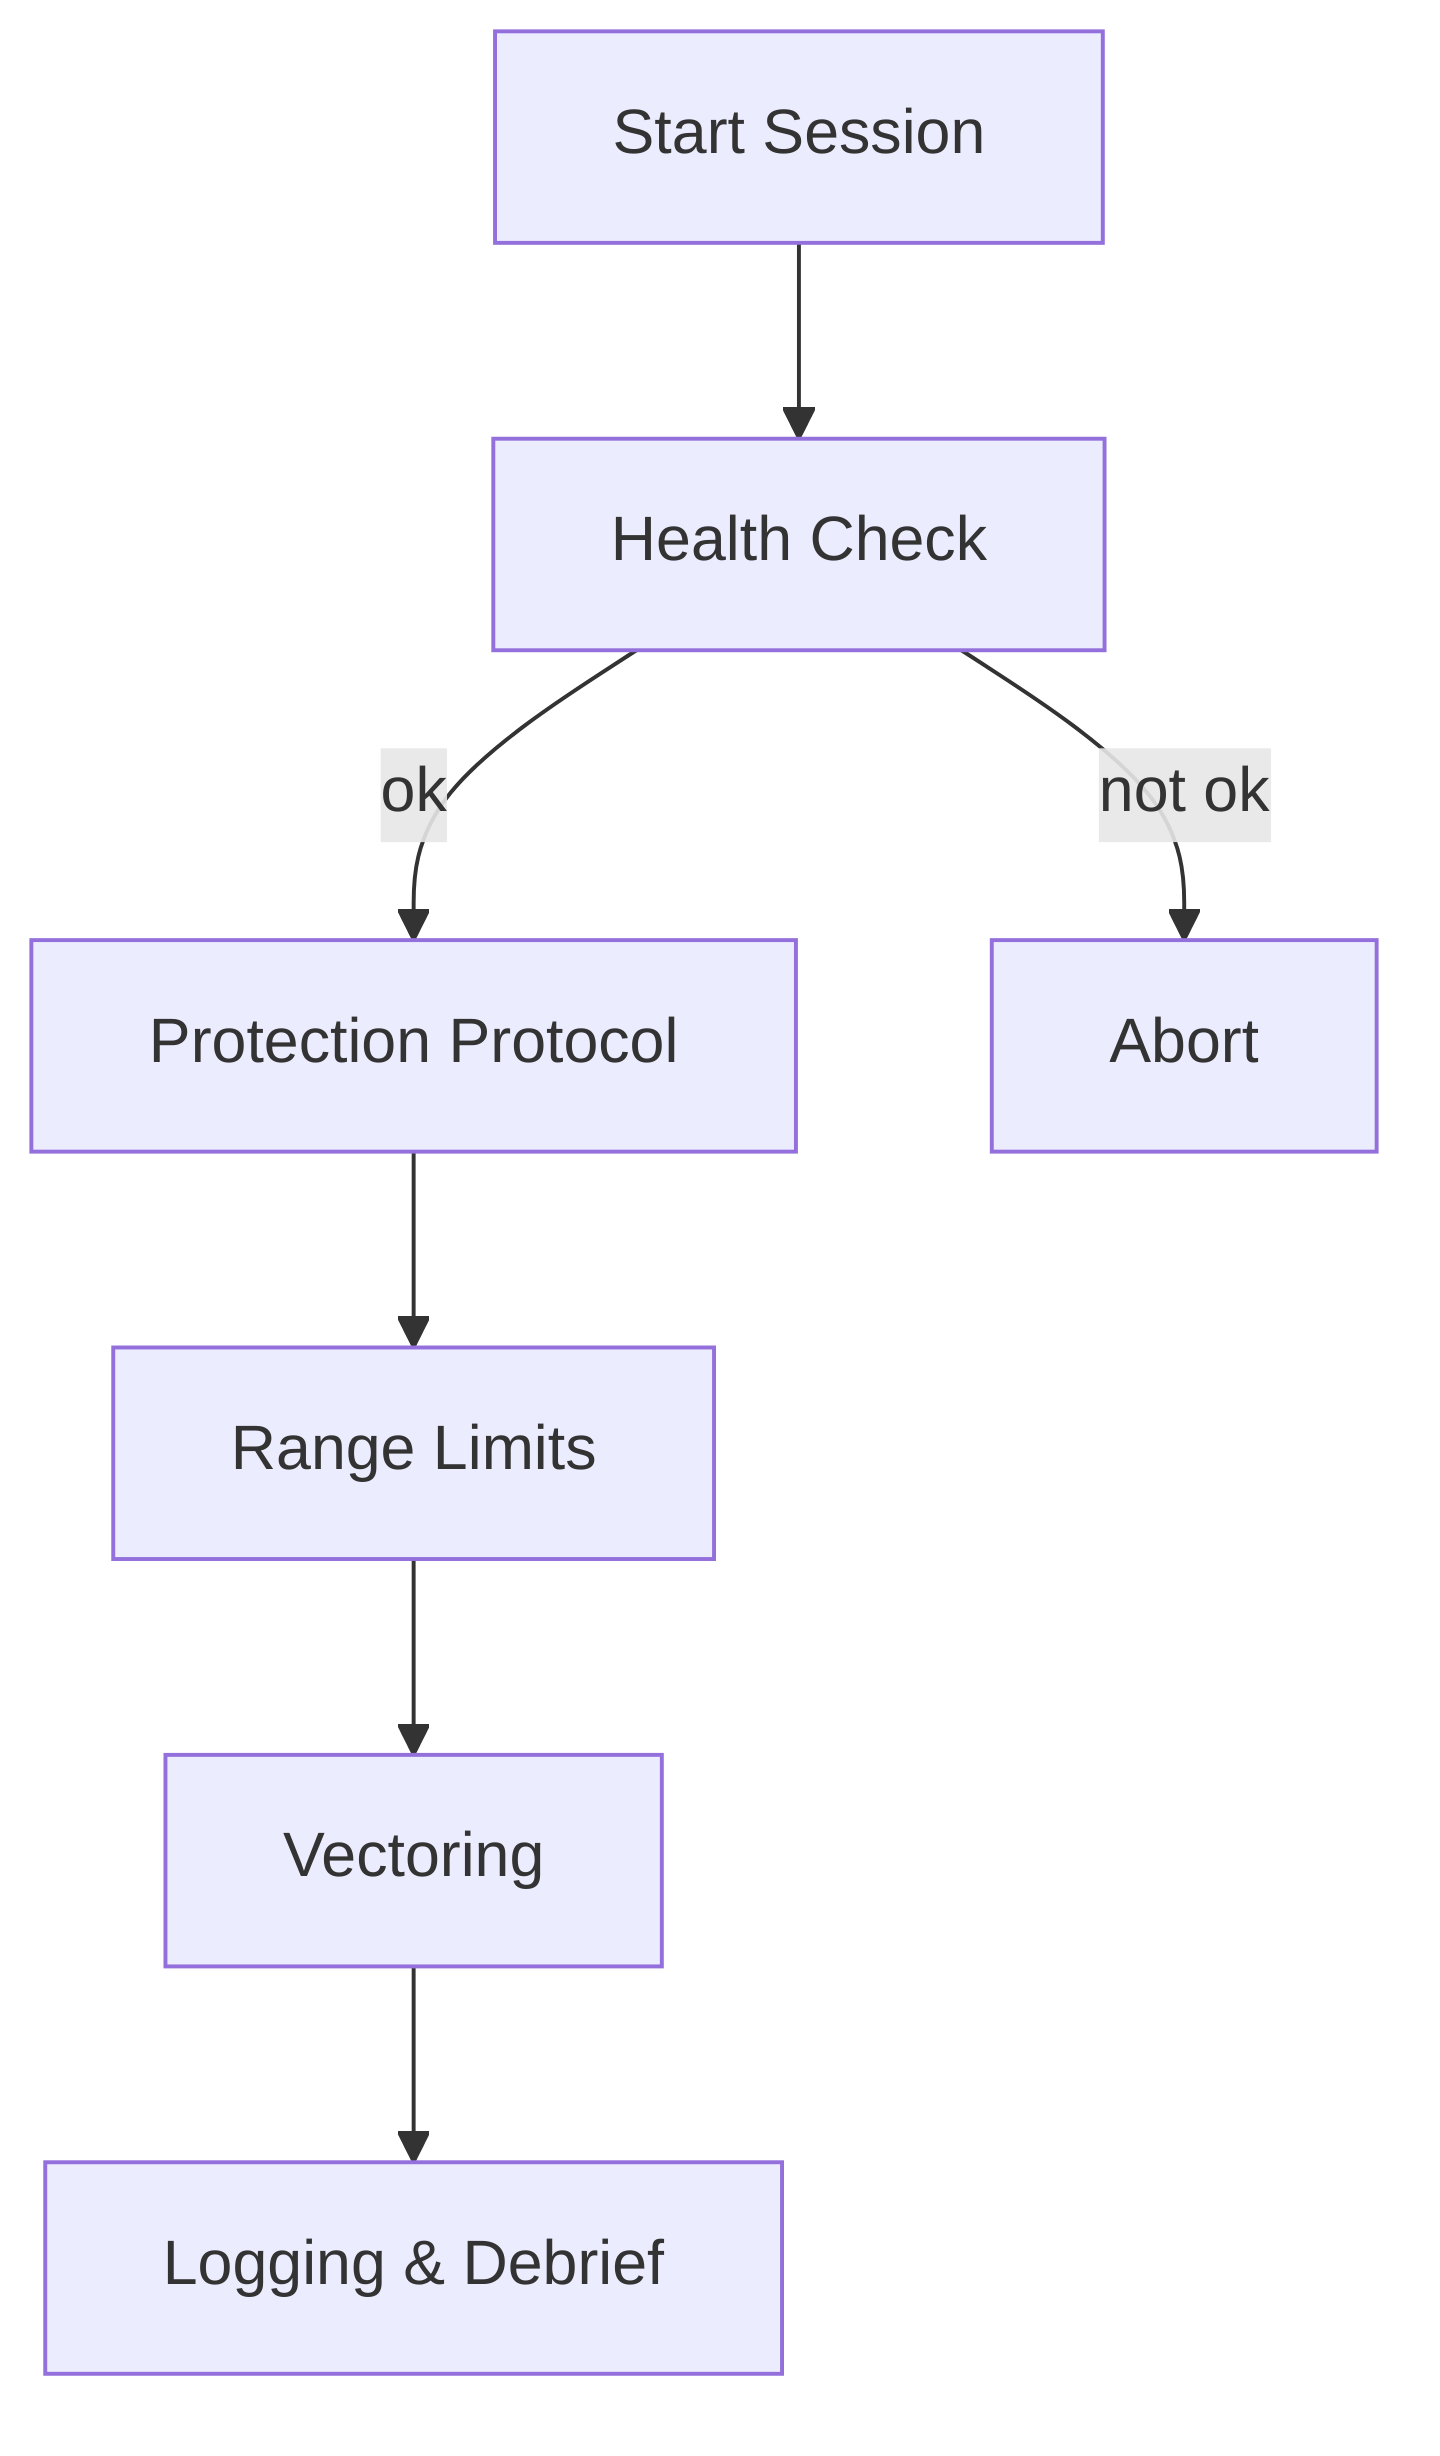 Start Session
Health Check
ok
not ok
Protection Protocol
Abort
Range Limits
Vectoring
Logging & Debrief